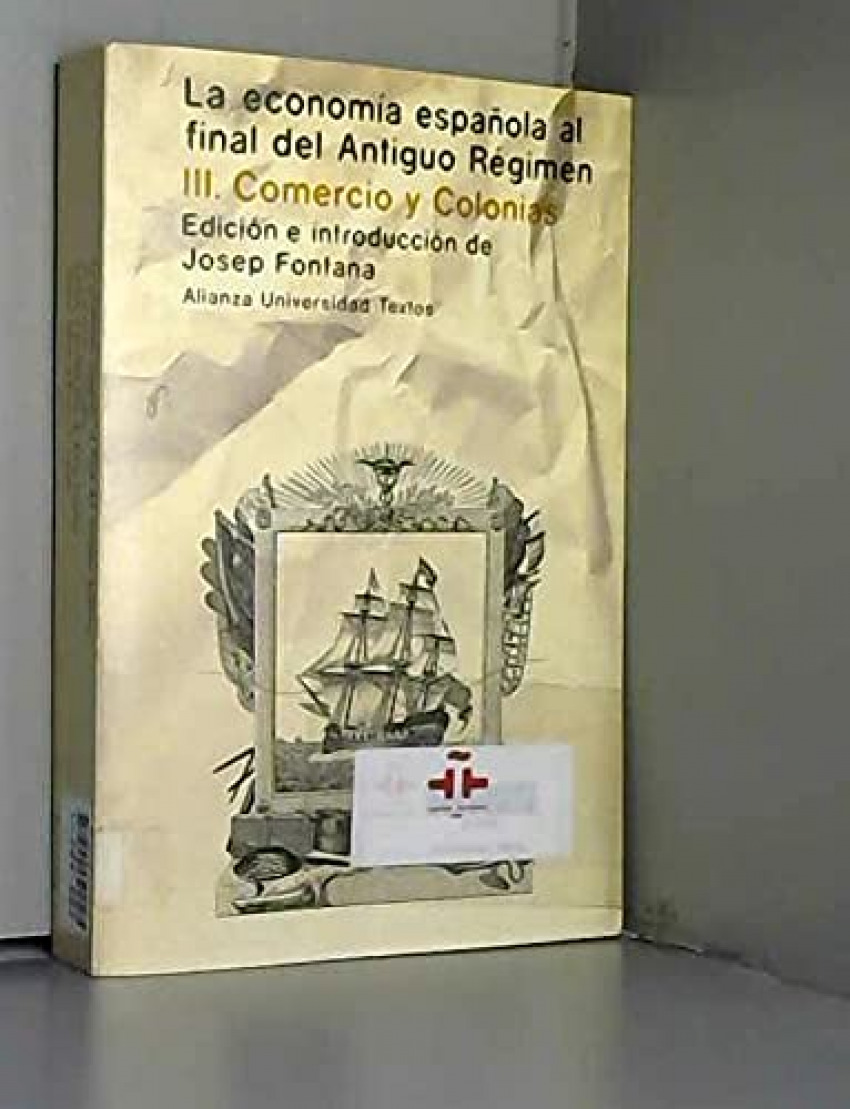 La economía española al
final del Antiguo Régimen
III. Comercio y Colonias
Edición e introducción de
Josep Fontana
Alianza Universidad Textos